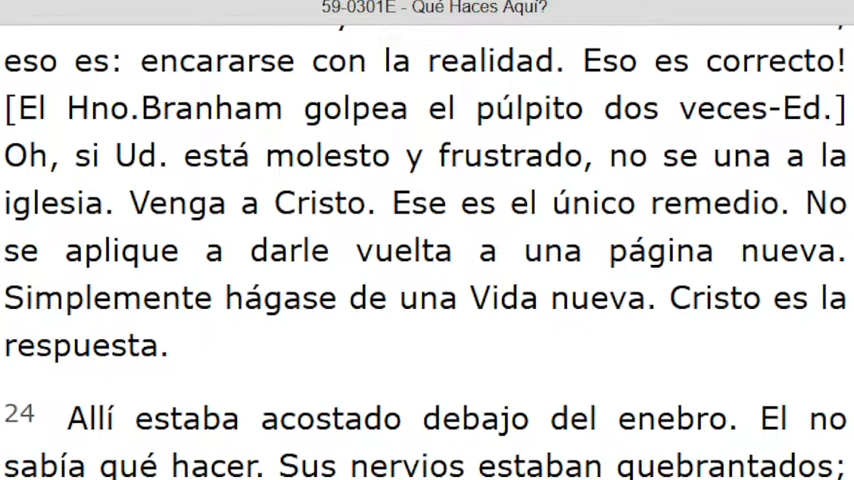 59-0301E - Qué Haces Aquí?
eso es: encararse con la realidad. Eso es correcto!
[El Hno.Branham golpea el púlpito dos veces-Ed.]
Oh, si Ud. está molesto y frustrado, no se una a la
iglesia. Venga a Cristo. Ese es el único remedio. No
se aplique a darle vuelta a una página nueva.
Simplemente hágase de una Vida nueva. Cristo es la
respuesta.
24 Allí estaba acostado debajo del enebro. El no
sabía qué hacer. Sus nervios estaban quebrantados;